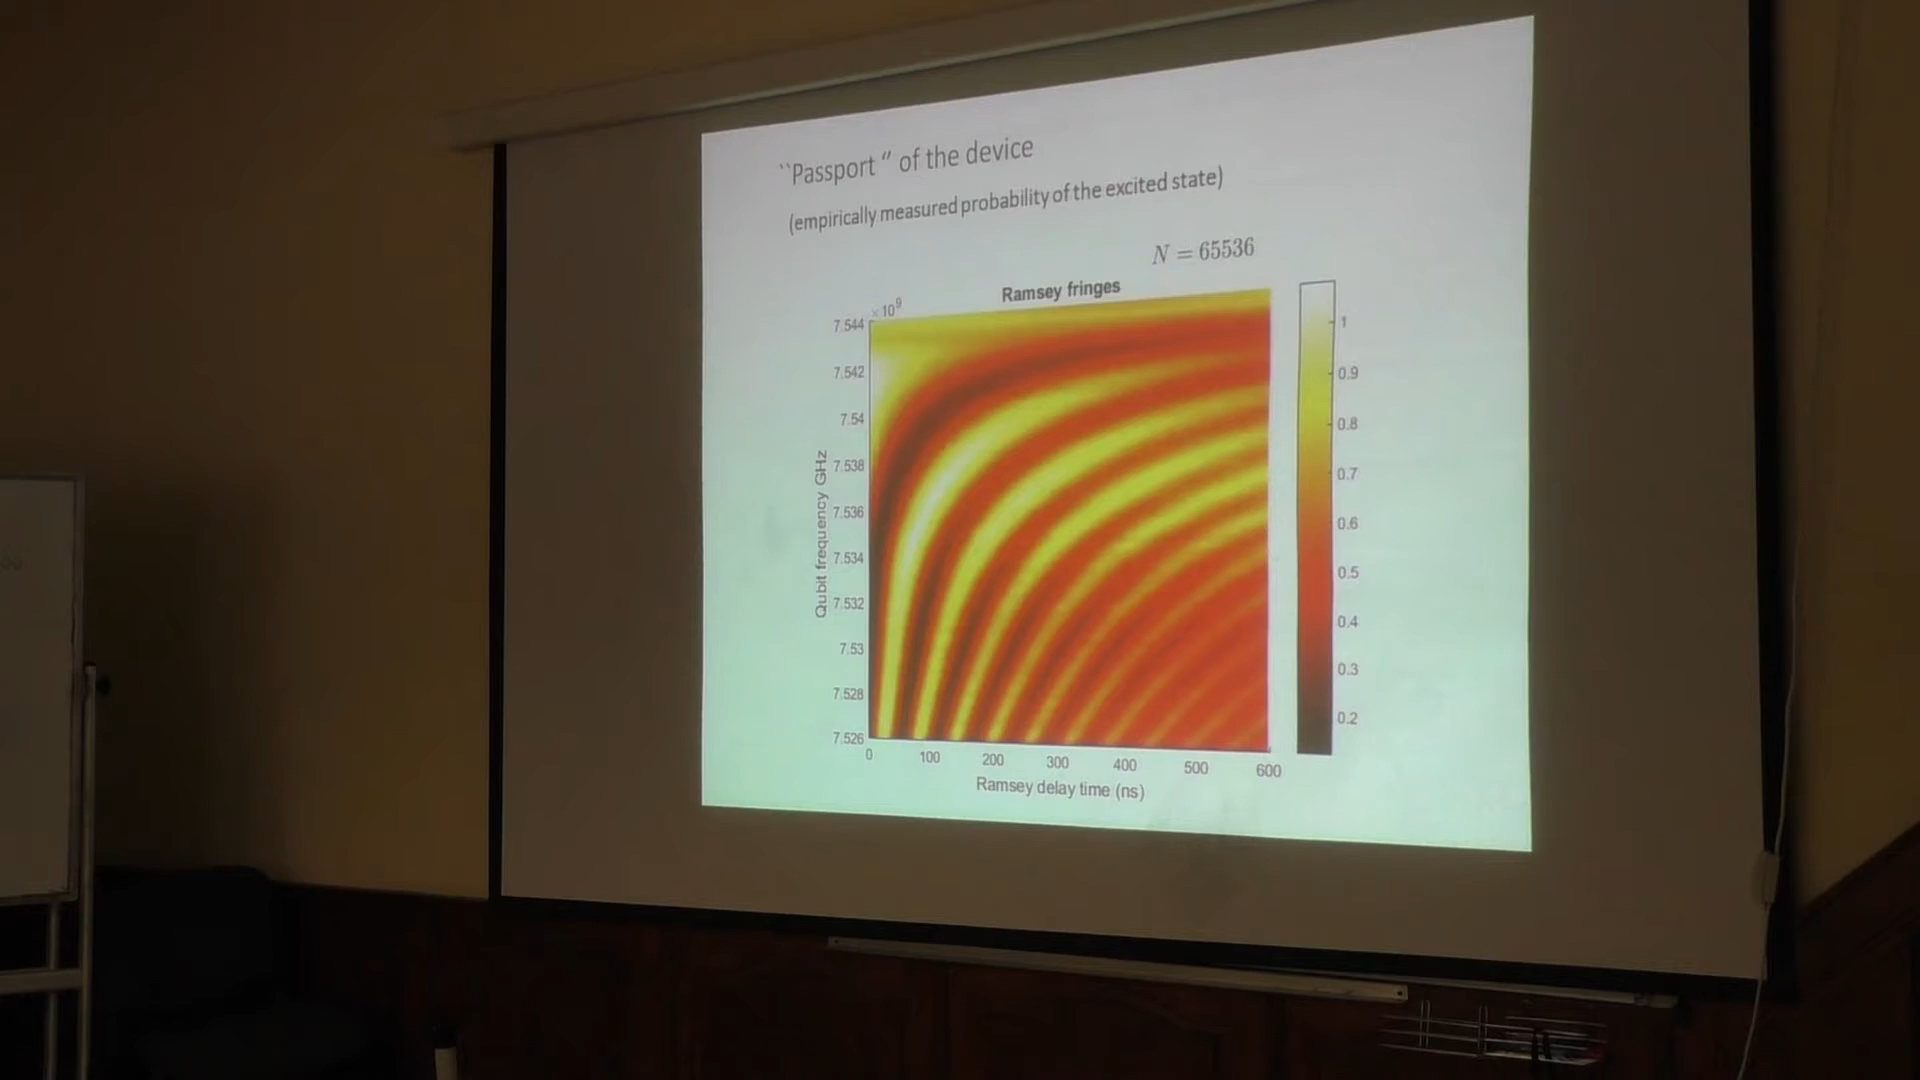 ``Passport " of the device
(empirically measured probability of the excited state)
N = 65536
Ramsey fringes
×10⁹
7.544
7.542
7.54
7.538
7.536
7.534
7.532
7.53
7.528
7.526
Qubit frequency GHz
0 100 200 300 400 500 600
Ramsey delay time (ns)
1
0.9
0.8
0.7
0.6
0.5
0.4
0.3
0.2